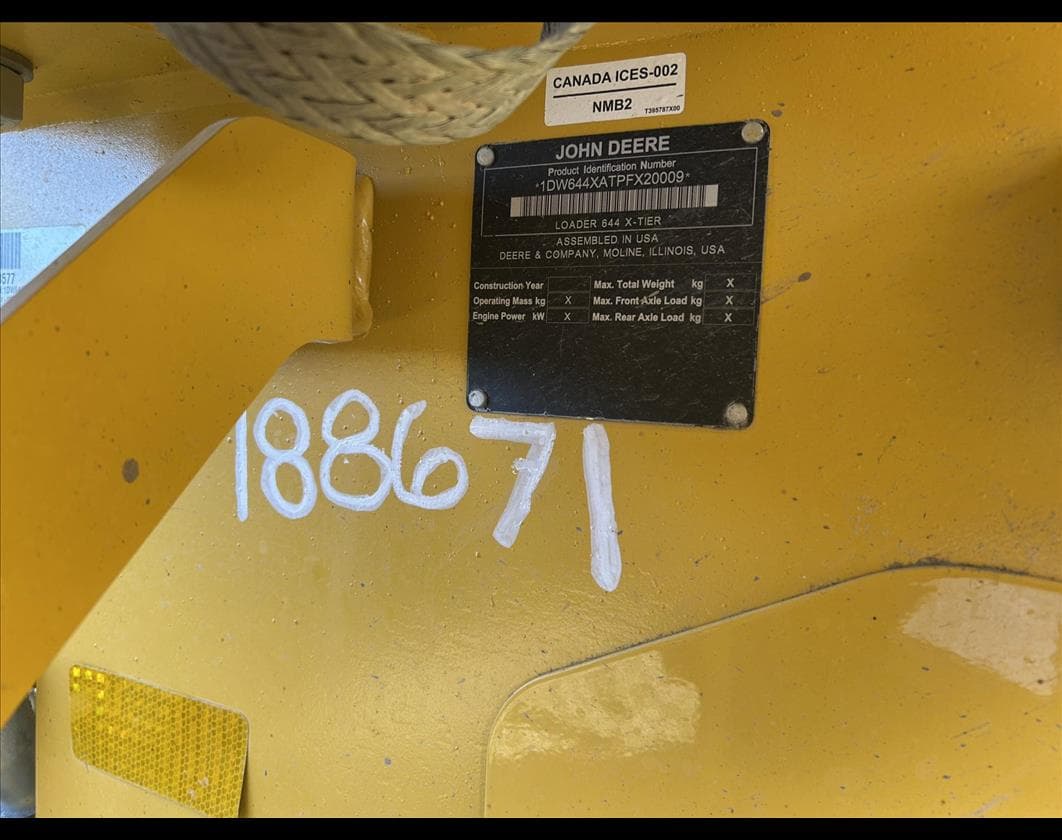 CANADA ICES-002
NMB2
T395787X00
JOHN DEERE
Product Identification Number
*1DW644XATPFX20009*
LOADER 644 X-TIER
ASSEMBLED IN USA
DEERE & COMPANY, MOLINE, ILLINOIS, USA
Construction Year
Max. Total Weight kg X
Operating Mass kg X
Max. Front Axle Load kg X
Engine Power kW X
Max. Rear Axle Load kg X
188671